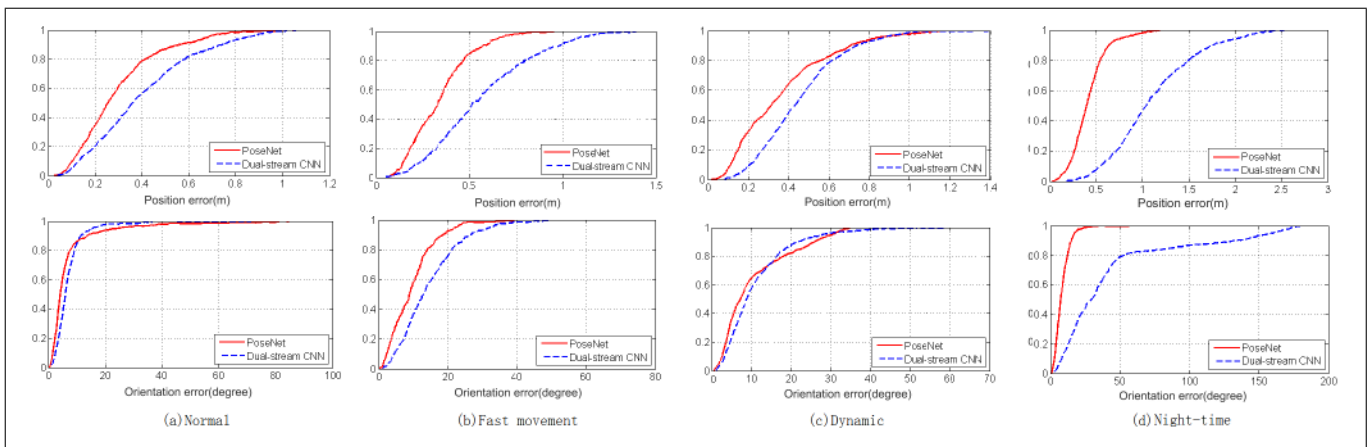 1
0.8
0.6
0.4
0.2
0
0 0.2 0.4 0.6 0.8 1 1.2
PoseNet
Dual-stream CNN
Position error(m)
1
0.8
0.6
0.4
0.2
0
0 0.5 1 1.5
PoseNet
Dual-stream CNN
Position error(m)
1
0.8
0.6
0.4
0.2
0
0 0.2 0.4 0.6 0.8 1 1.2 1.4
PoseNet
Dual-stream CNN
Position error(m)
1
0.8
0.6
0.4
0.2
0
0 0.5 1 1.5 2 2.5 3
PoseNet
Dual-stream CNN
Position error(m)
1
0.8
0.6
0.4
0.2
0
0 20 40 60 80 100
PoseNet
Dual-stream CNN
Orientation error(degree)
(a)Normal
1
0.8
0.6
0.4
0.2
0
0 20 40 60 80
PoseNet
Dual-stream CNN
Orientation error(degree)
(b)Fast movement
1
0.8
0.6
0.4
0.2
0
0 10 20 30 40 50 60 70
PoseNet
Dual-stream CNN
Orientation error(degree)
(c)Dynamic
1
0.8
0.6
0.4
0.2
0
0 50 100 150 200
PoseNet
Dual-stream CNN
Orientation error(degree)
(d)Night-time